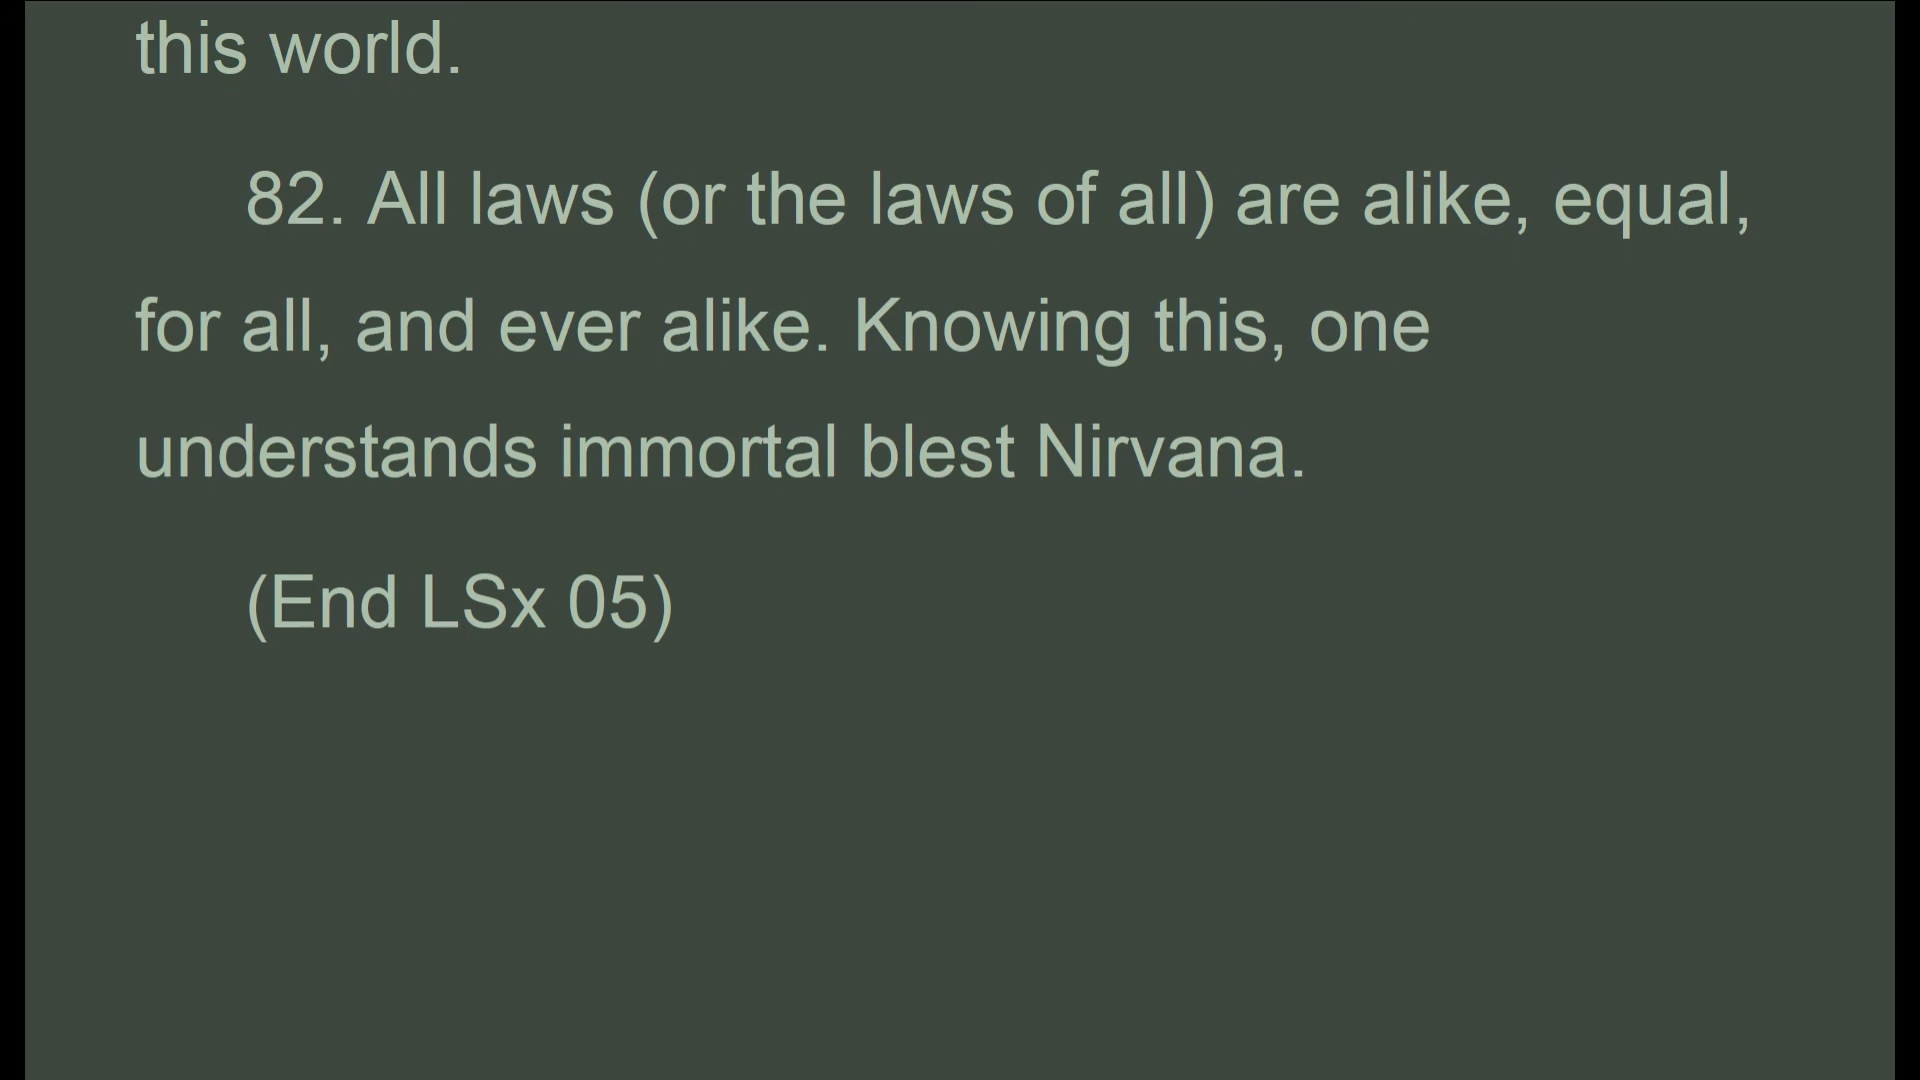 this world.
82. All laws (or the laws of all) are alike, equal,
for all, and ever alike. Knowing this, one
understands immortal blest Nirvana.
(End LSx 05)